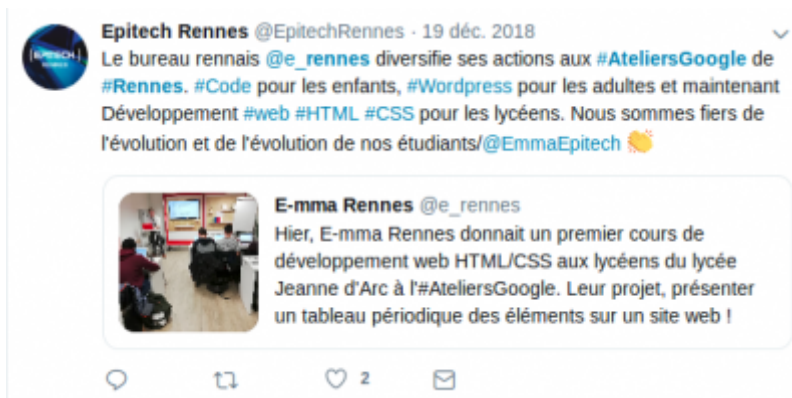 Epitech Rennes @EpitechRennes · 19 déc. 2018
Le bureau rennais @e_rennes diversifie ses actions aux #AteliersGoogle de
#Rennes. #Code pour les enfants, #Wordpress pour les adultes et maintenant
Développement #web #HTML #CSS pour les lycéens. Nous sommes fiers de
l'évolution et de l'évolution de nos étudiants/@EmmaEpitech 👏
E-mma Rennes @e_rennes
Hier, E-mma Rennes donnait un premier cours de
développement web HTML/CSS aux lycéens du lycée
Jeanne d'Arc à l'#AteliersGoogle. Leur projet, présenter
un tableau périodique des éléments sur un site web !
2